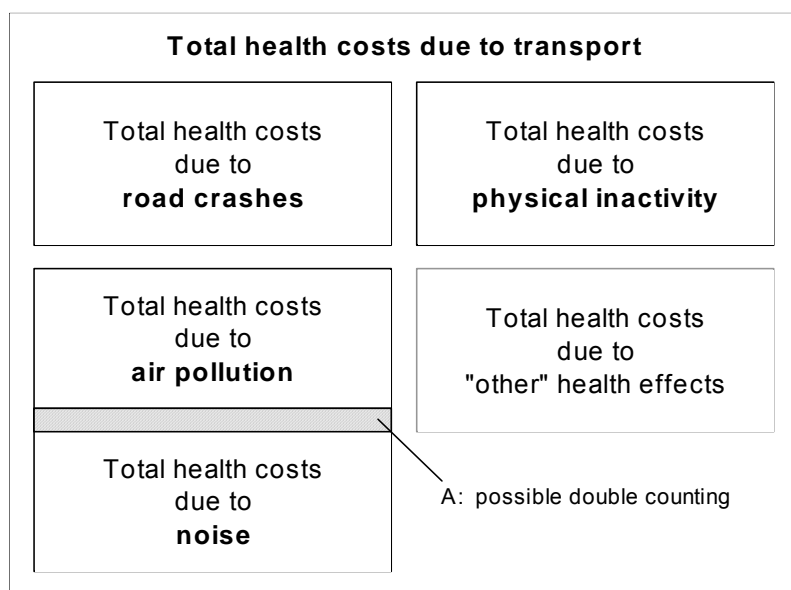 Total health costs due to transport
Total health costs
due to
road crashes
Total health costs
due to
physical inactivity
Total health costs
due to
air pollution
Total health costs
due to
"other" health effects
Total health costs
due to
noise
A: possible double counting